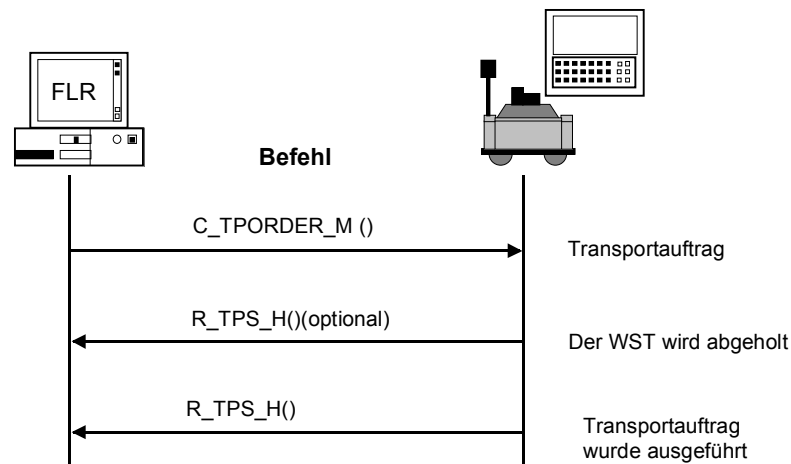 FLR
Befehl
C_TPORDER_M ()
Transportauftrag
R_TPS_H()(optional)
Der WST wird abgeholt
R_TPS_H()
Transportauftrag
wurde ausgeführt